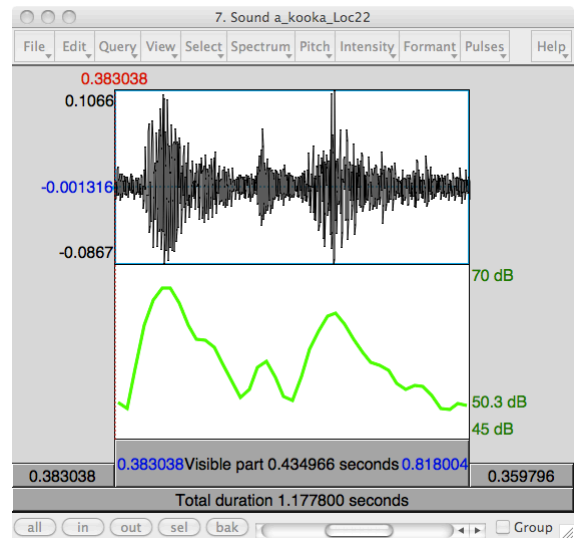 7. Sound a_kooka_Loc22
File Edit Query View Select Spectrum Pitch Intensity Formant Pulses Help
0.383038
0.1066
-0.001316
-0.0867
70 dB
50.3 dB
45 dB
0.383038 0.383038 Visible part 0.434966 seconds 0.818004 0.359796
Total duration 1.177800 seconds
all in out sel bak Group